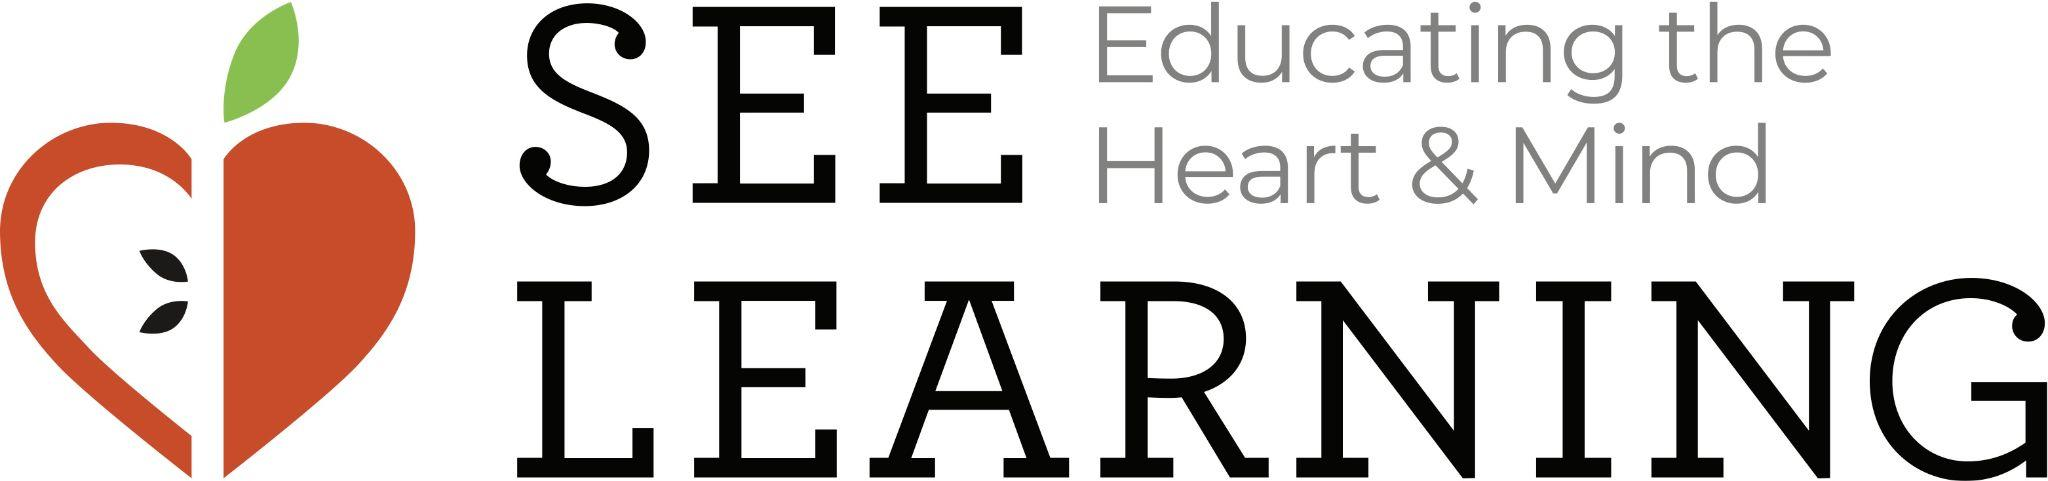 SEE
Educating the
Heart & Mind
LEARNING